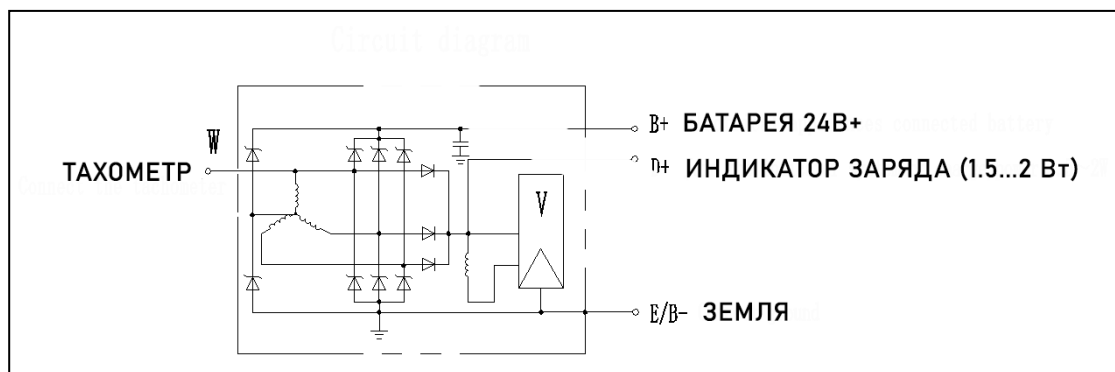 Circuit diagram
W
ТАХОМЕТР
B+ БАТАРЕЯ 24В+
D+ ИНДИКАТОР ЗАРЯДА (1.5...2 Вт)
V
E/B- ЗЕМЛЯ